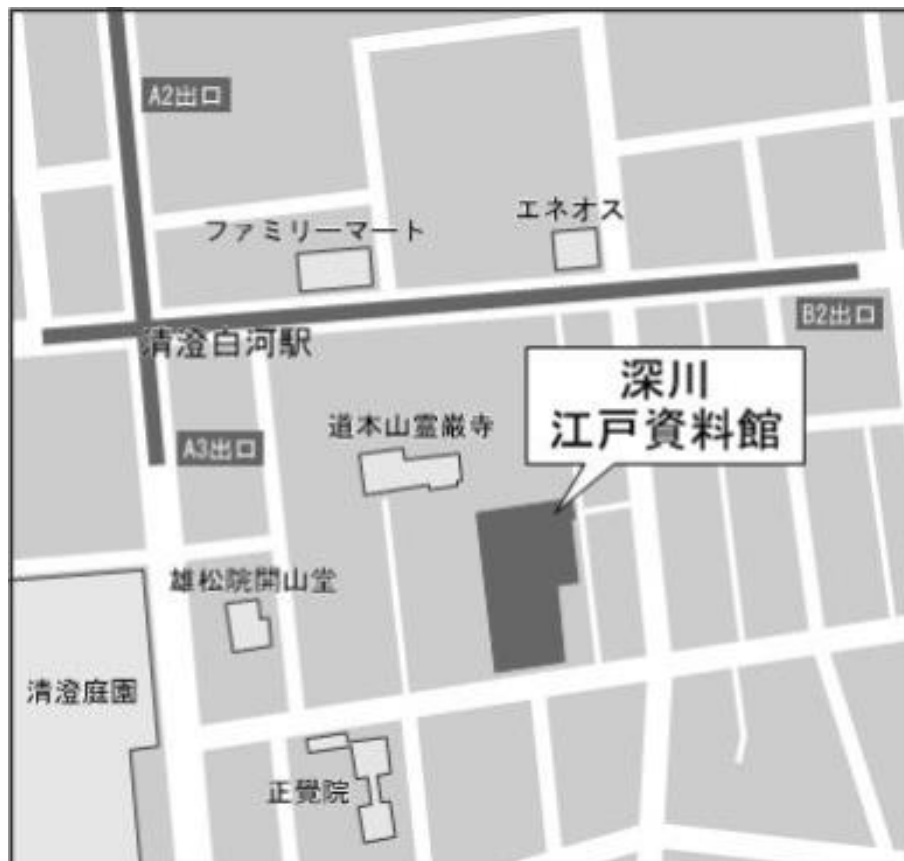 A2出口
エネオス
ファミリーマート
B2出口
清澄白河駅
深川
江戸資料館
道本山霊巌寺
A3出口
雄松院開山堂
清澄庭園
正覺院